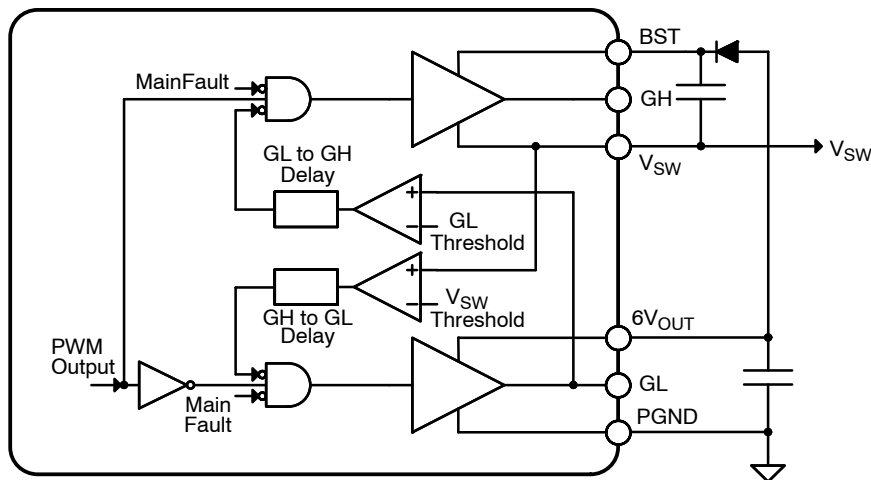 BST
MainFault
GH
V_SW
V_SW
GL to GH
Delay
+
−
GL
Threshold
+
−
V_SW
Threshold
GH to GL
Delay
6V_OUT
PWM
Output
GL
Main
Fault
PGND